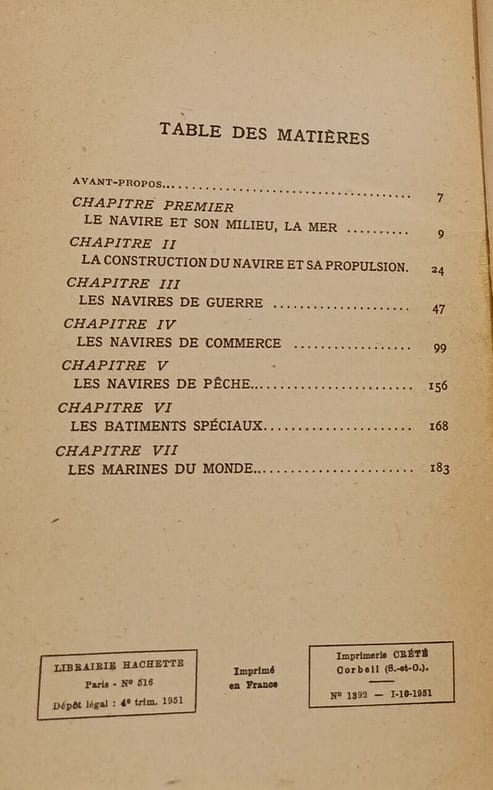 TABLE DES MATIÈRES
AVANT-PROPOS... 7
CHAPITRE PREMIER
LE NAVIRE ET SON MILIEU, LA MER .......... 9
CHAPITRE II
LA CONSTRUCTION DU NAVIRE ET SA PROPULSION. 24
CHAPITRE III
LES NAVIRES DE GUERRE .................. 47
CHAPITRE IV
LES NAVIRES DE COMMERCE ............... 99
CHAPITRE V
LES NAVIRES DE PÊCHE........................ 156
CHAPITRE VI
LES BATIMENTS SPÉCIAUX...................... 168
CHAPITRE VII
LES MARINES DU MONDE........................ 183
LIBRAIRIE HACHETTE
Paris - Nº 516
Dépôt légal : 4e trim. 1951
Imprimé
en France
Imprimerie CRÉTÉ
Corbeil (S.-et-O.).
Nº 1399 — I-10-1951